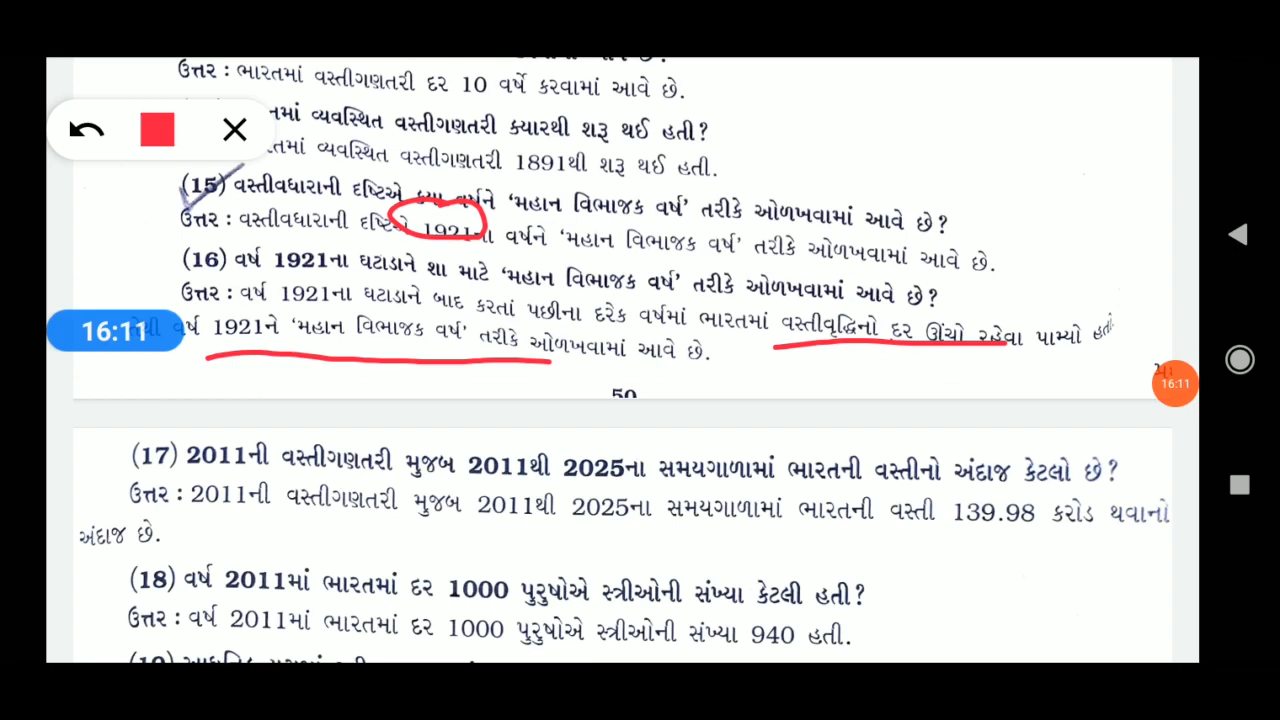 ઉત્તર : ભારતમાં વસ્તીગણતરી દર 10 વર્ષે કરવામાં આવે છે.
વ્યવસ્થિત વસ્તીગણતરી ક્યારથી શરૂ થઈ હતી?
વ્યવસ્થિત વસ્તીગણતરી 1891થી શરૂ થઈ હતી.
(15) વસ્તીવધારાની દૃષ્ટિએ કયા વર્ષને ‘મહાન વિભાજક વર્ષ’ તરીકે ઓળખવામાં આવે છે?
ઉત્તર : વસ્તીવધારાની દૃષ્ટિએ 1921ના વર્ષને ‘મહાન વિભાજક વર્ષ’ તરીકે ઓળખવામાં આવે છે.
(16) વર્ષ 1921ના ઘટાડાને શા માટે ‘મહાન વિભાજક વર્ષ’ તરીકે ઓળખવામાં આવે છે?
ઉત્તર : વર્ષ 1921ના ઘટાડાને બાદ કરતાં પછીના દરેક વર્ષમાં ભારતમાં વસ્તીવૃદ્ધિનો દર ઊંચો રહેવા પામ્યો હતો
16:11 વર્ષ 1921ને ‘મહાન વિભાજક વર્ષ’ તરીકે ઓળખવામાં આવે છે.
16:11
50
(17) 2011ની વસ્તીગણતરી મુજબ 2011થી 2025ના સમયગાળામાં ભારતની વસ્તીનો અંદાજ કેટલો છે?
ઉત્તર : 2011ની વસ્તીગણતરી મુજબ 2011થી 2025ના સમયગાળામાં ભારતની વસ્તી 139.98 કરોડ થવાનો
અંદાજ છે.
(18) વર્ષ 2011માં ભારતમાં દર 1000 પુરુષોએ સ્ત્રીઓની સંખ્યા કેટલી હતી?
ઉત્તર : વર્ષ 2011માં ભારતમાં દર 1000 પુરુષોએ સ્ત્રીઓની સંખ્યા 940 હતી.